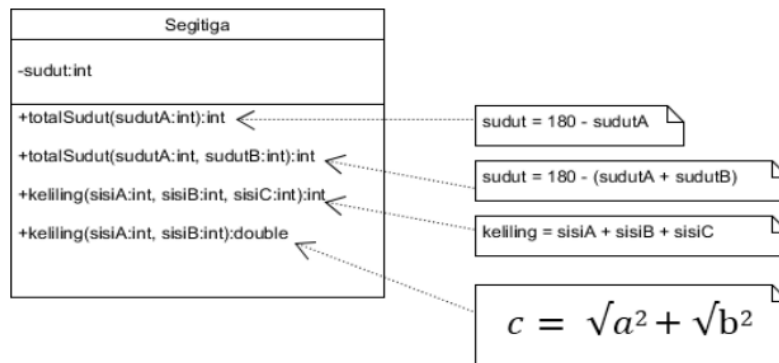 Segitiga
-sudut:int
+totalSudut(sudutA:int):int
+totalSudut(sudutA:int, sudutB:int):int
+keliling(sisiA:int, sisiB:int, sisiC:int):int
+keliling(sisiA:int, sisiB:int):double
sudut = 180 - sudutA
sudut = 180 - (sudutA + sudutB)
keliling = sisiA + sisiB + sisiC
c = √a² + √b²